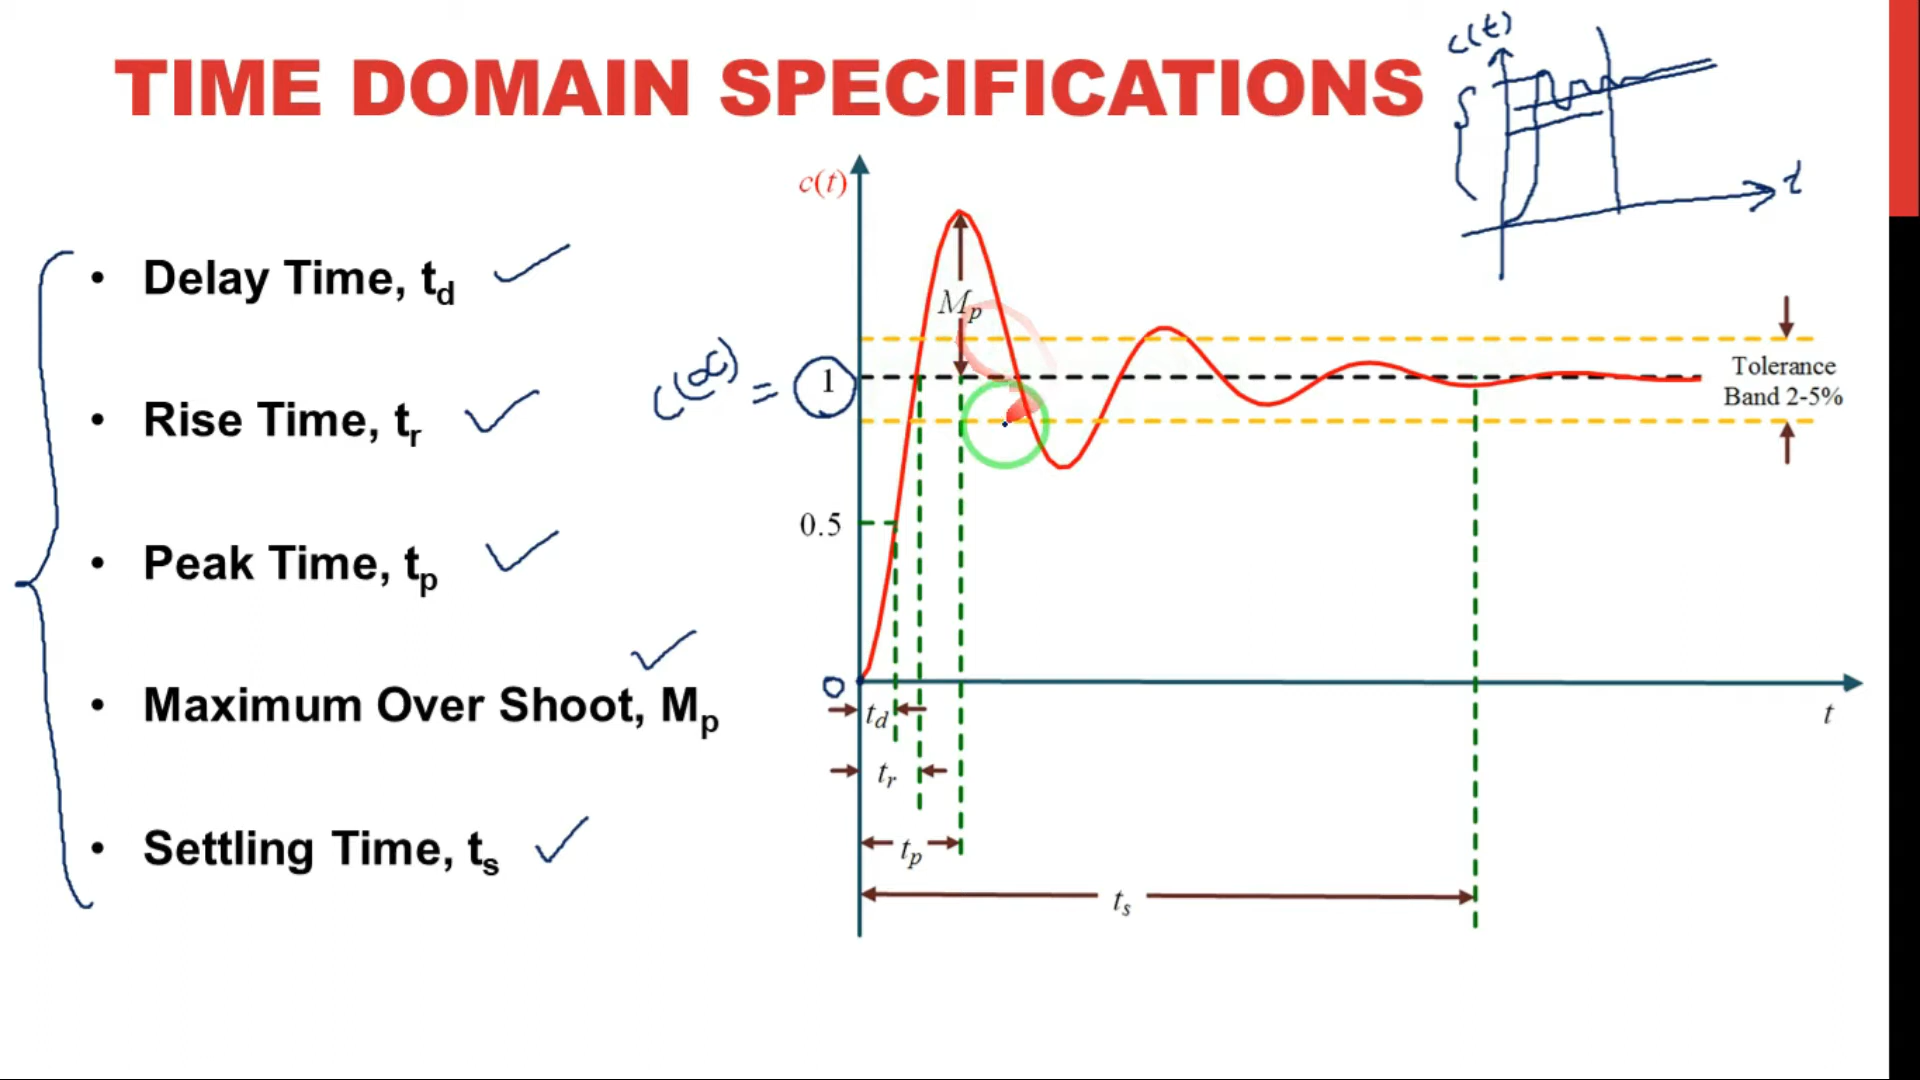 TIME DOMAIN SPECIFICATIONS
c(t)
t
• Delay Time, td
• Rise Time, tr
• Peak Time, tp
• Maximum Over Shoot, Mp
• Settling Time, ts
c(t)
Mp
c(∞) = 1
Tolerance
Band 2-5%
0.5
0
t
td
tr
tp
ts